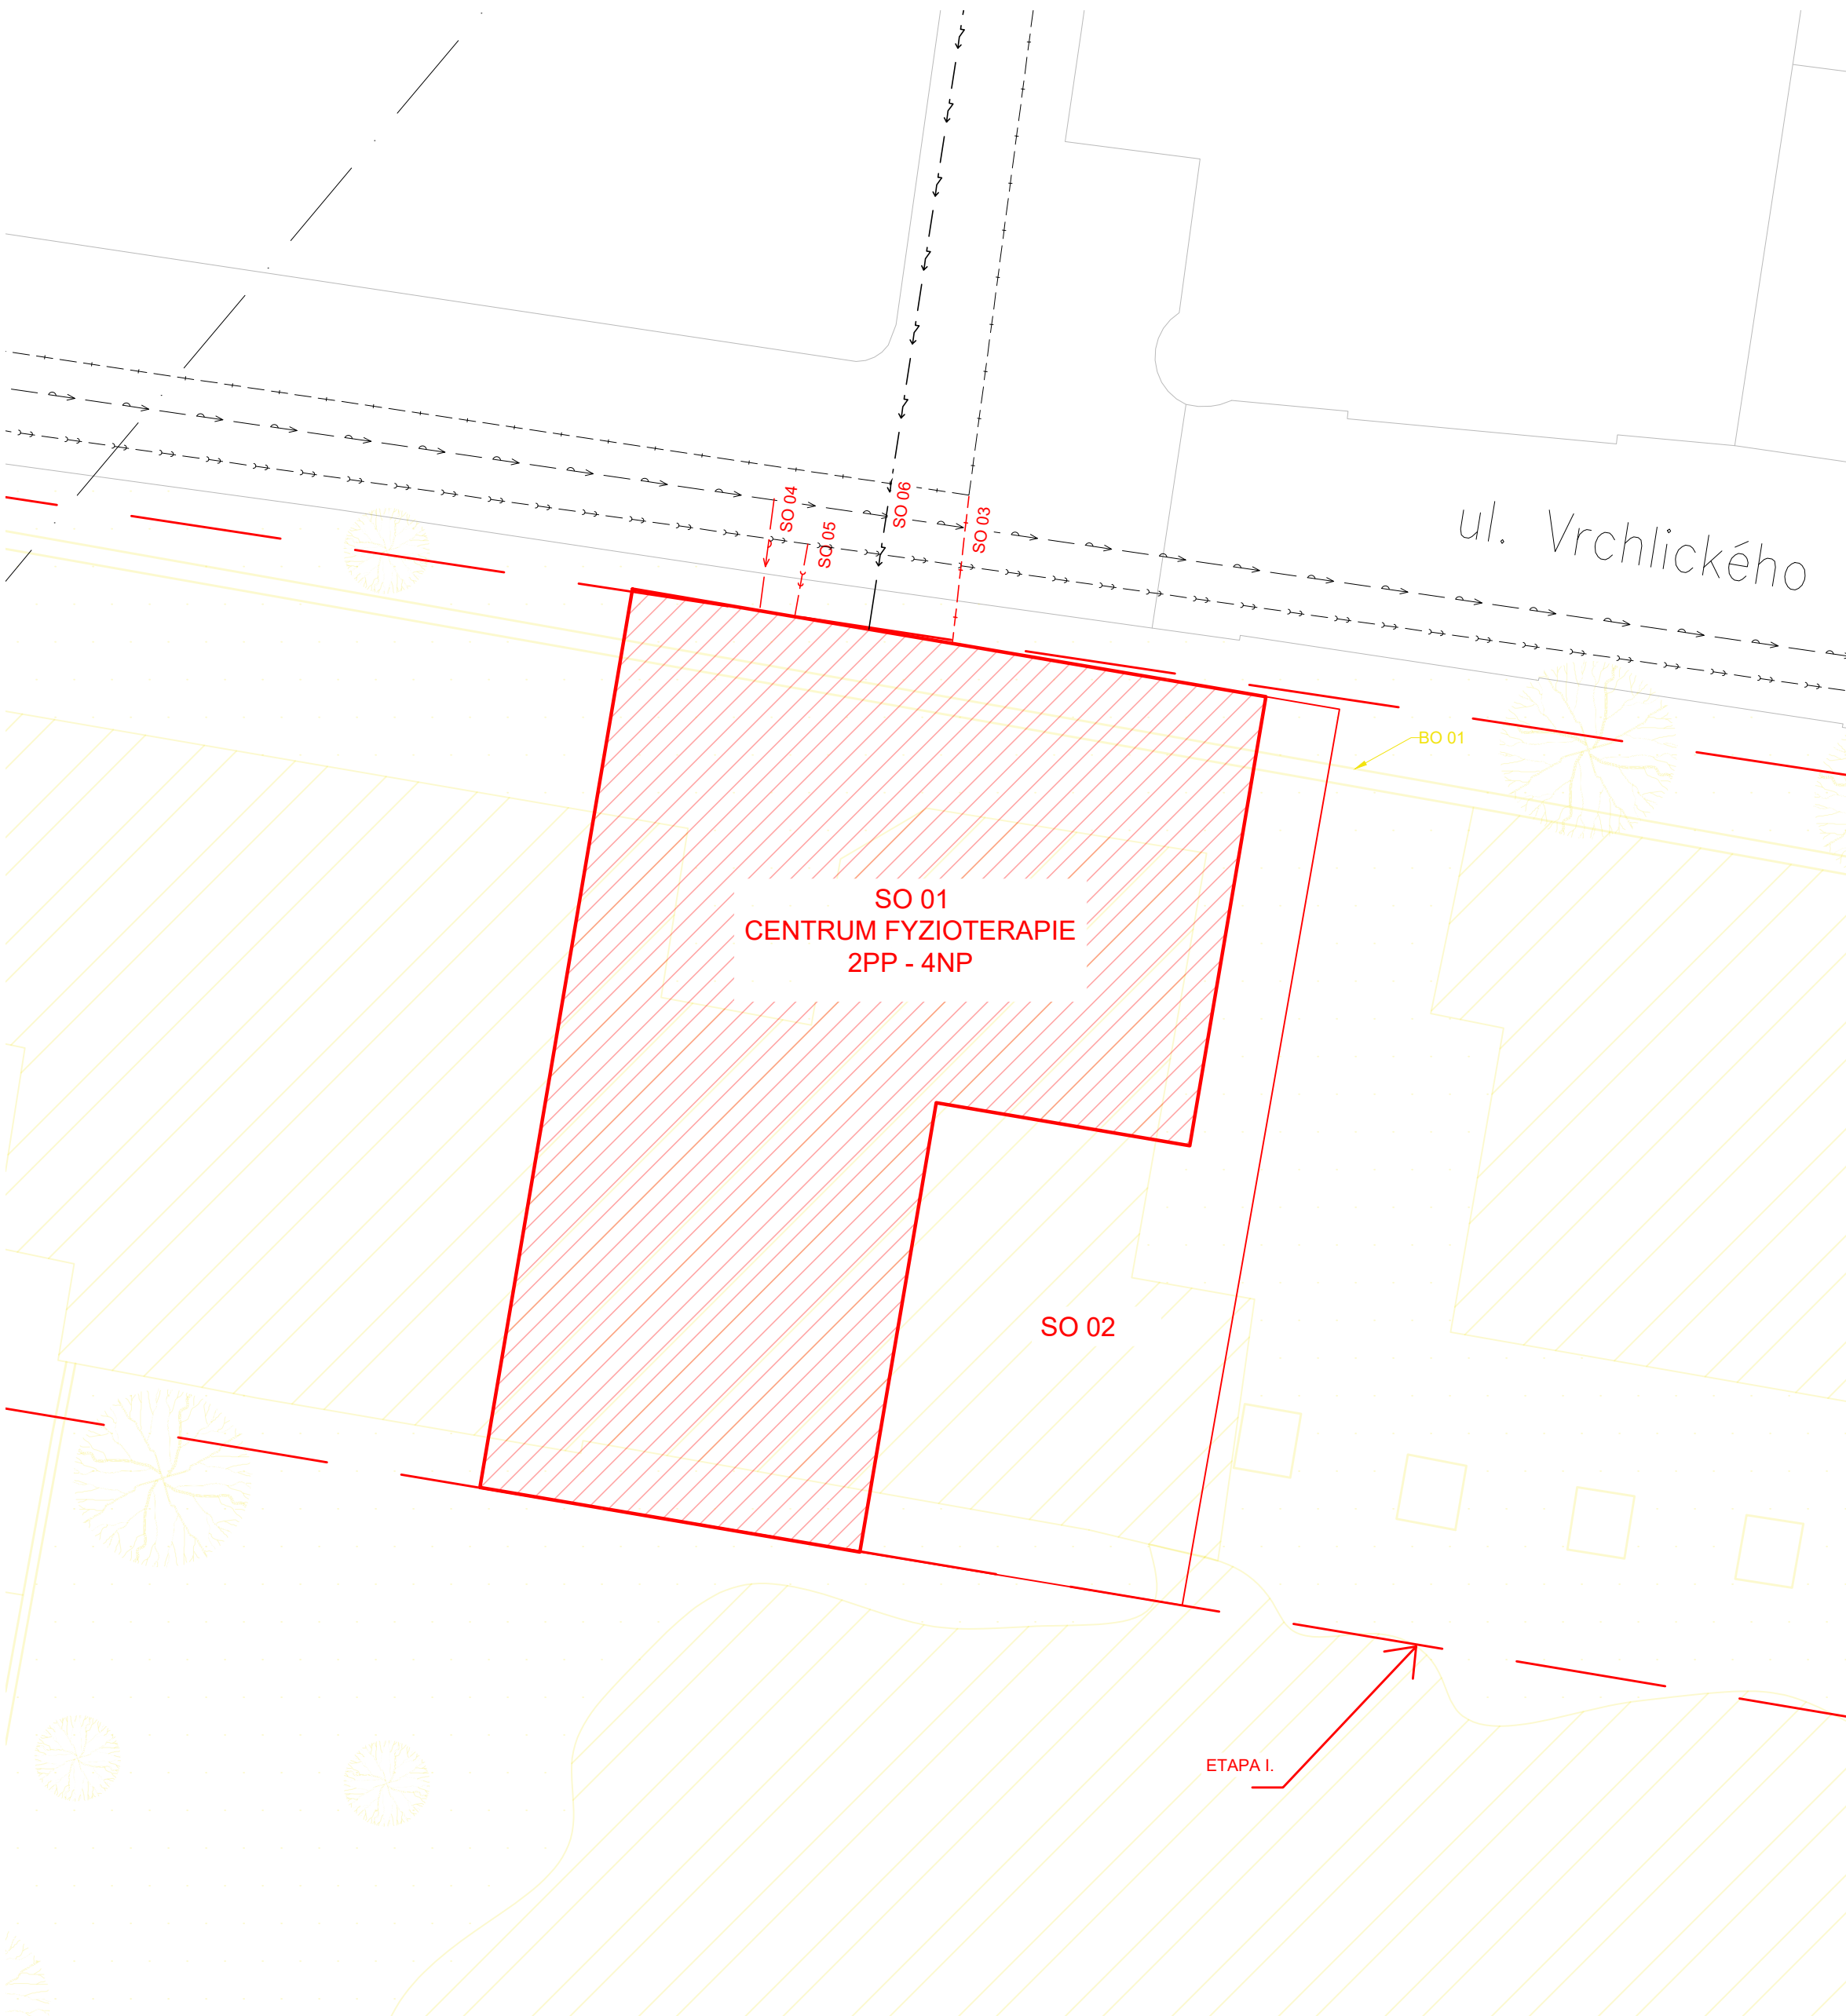 SO 04
SO 05
SO 06
SO 03
ul. Vrchlického
BO 01
SO 01
CENTRUM FYZIOTERAPIE
2PP - 4NP
SO 02
ETAPA I.